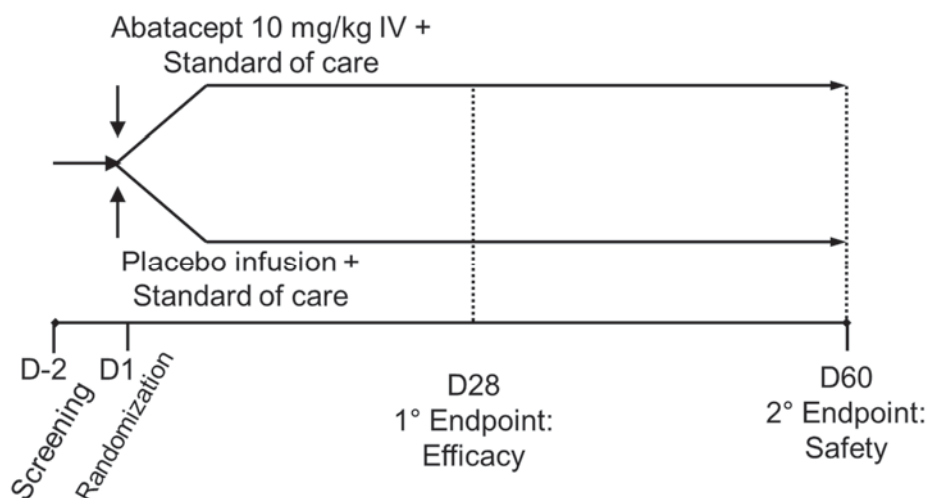 Abatacept 10 mg/kg IV +
Standard of care
Placebo infusion +
Standard of care
D-2
Screening
D1
Randomization
D28
1° Endpoint:
Efficacy
D60
2° Endpoint:
Safety